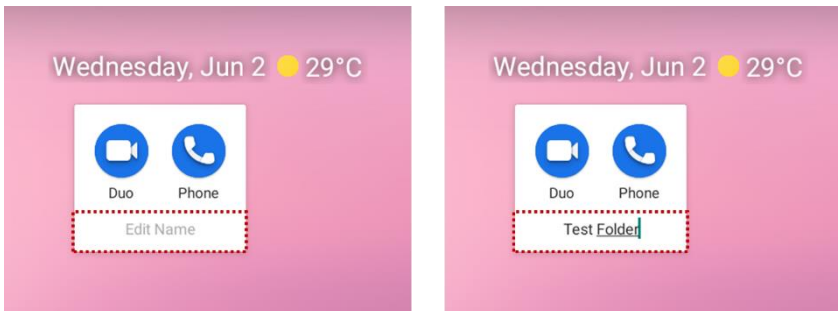 Wednesday, Jun 2 29°C
Duo Phone
Edit Name
Wednesday, Jun 2 29°C
Duo Phone
Test Folder